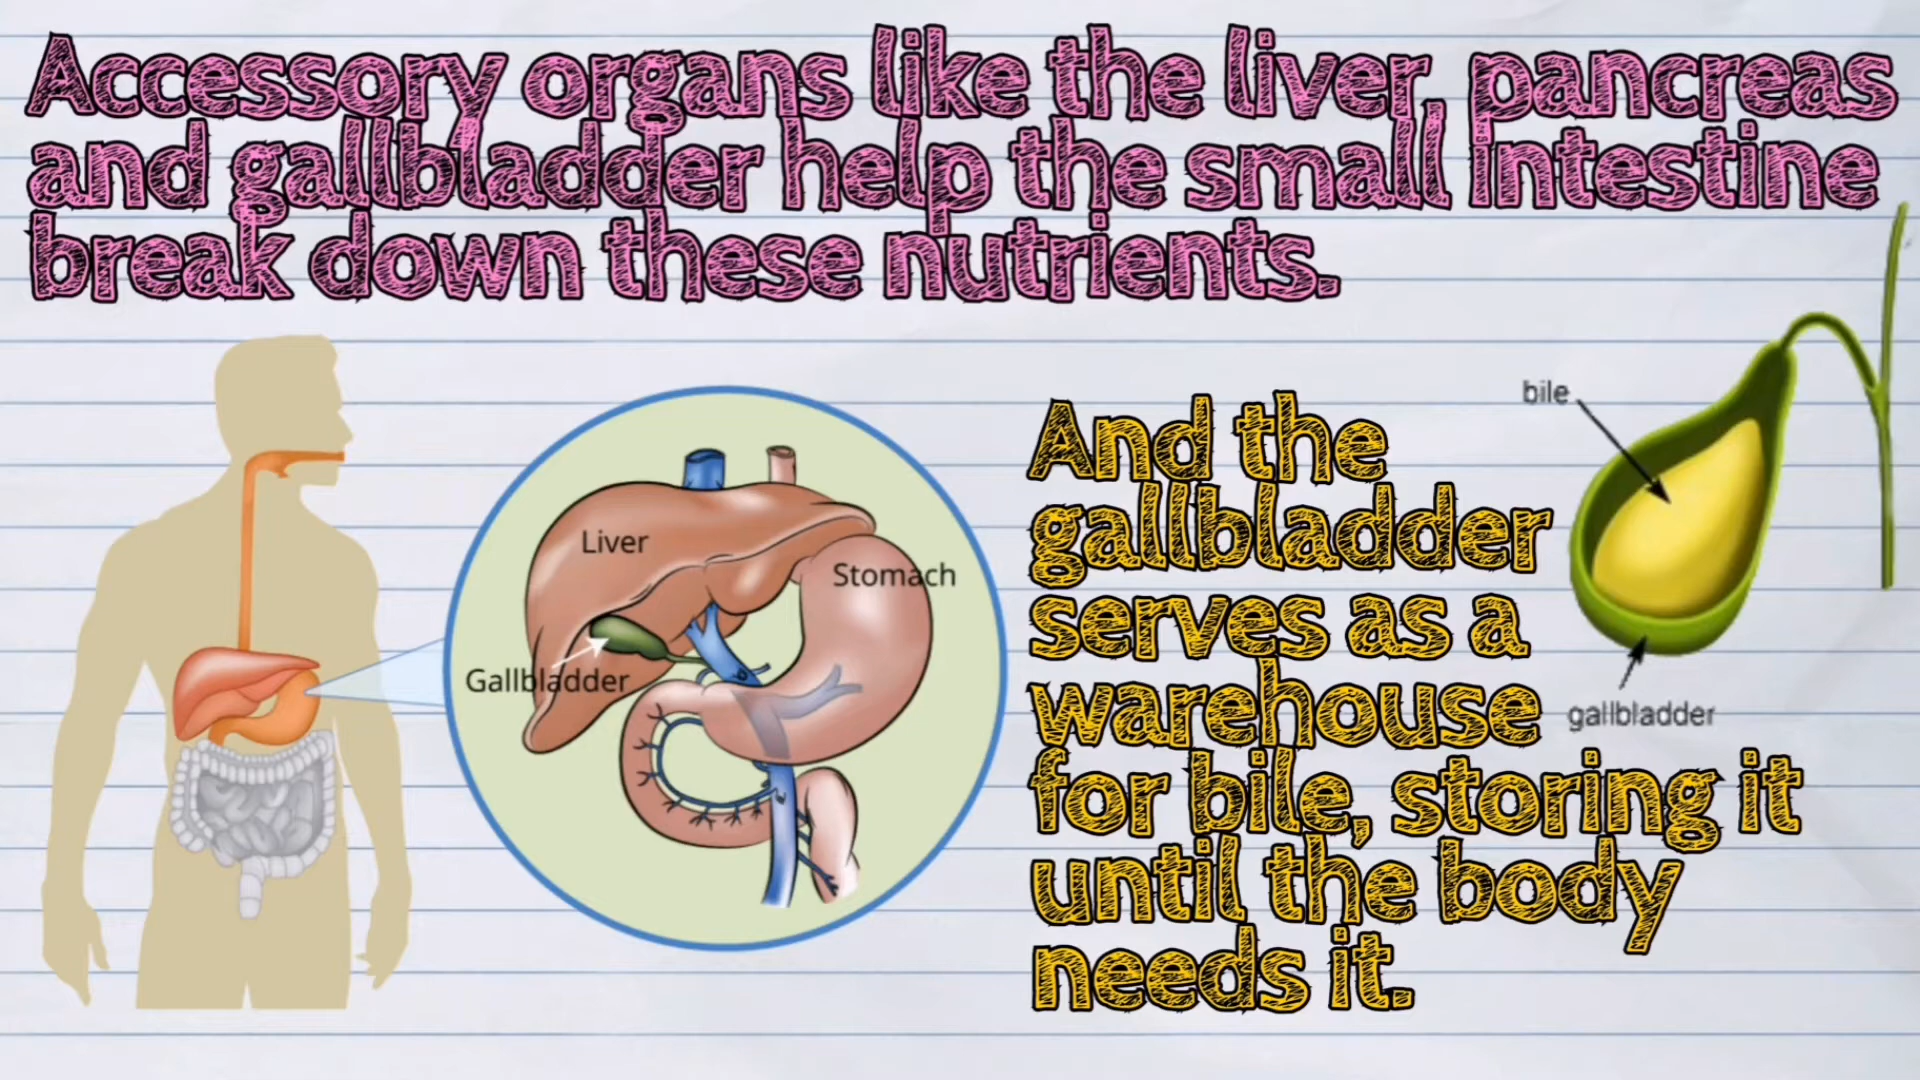 Accessory organs like the liver, pancreas
and gallbladder help the small intestine
break down these nutrients.
Liver
Stomach
Gallbladder
And the
gallbladder
serves as a
warehouse
for bile, storing it
until the body
needs it.
bile
gallbladder